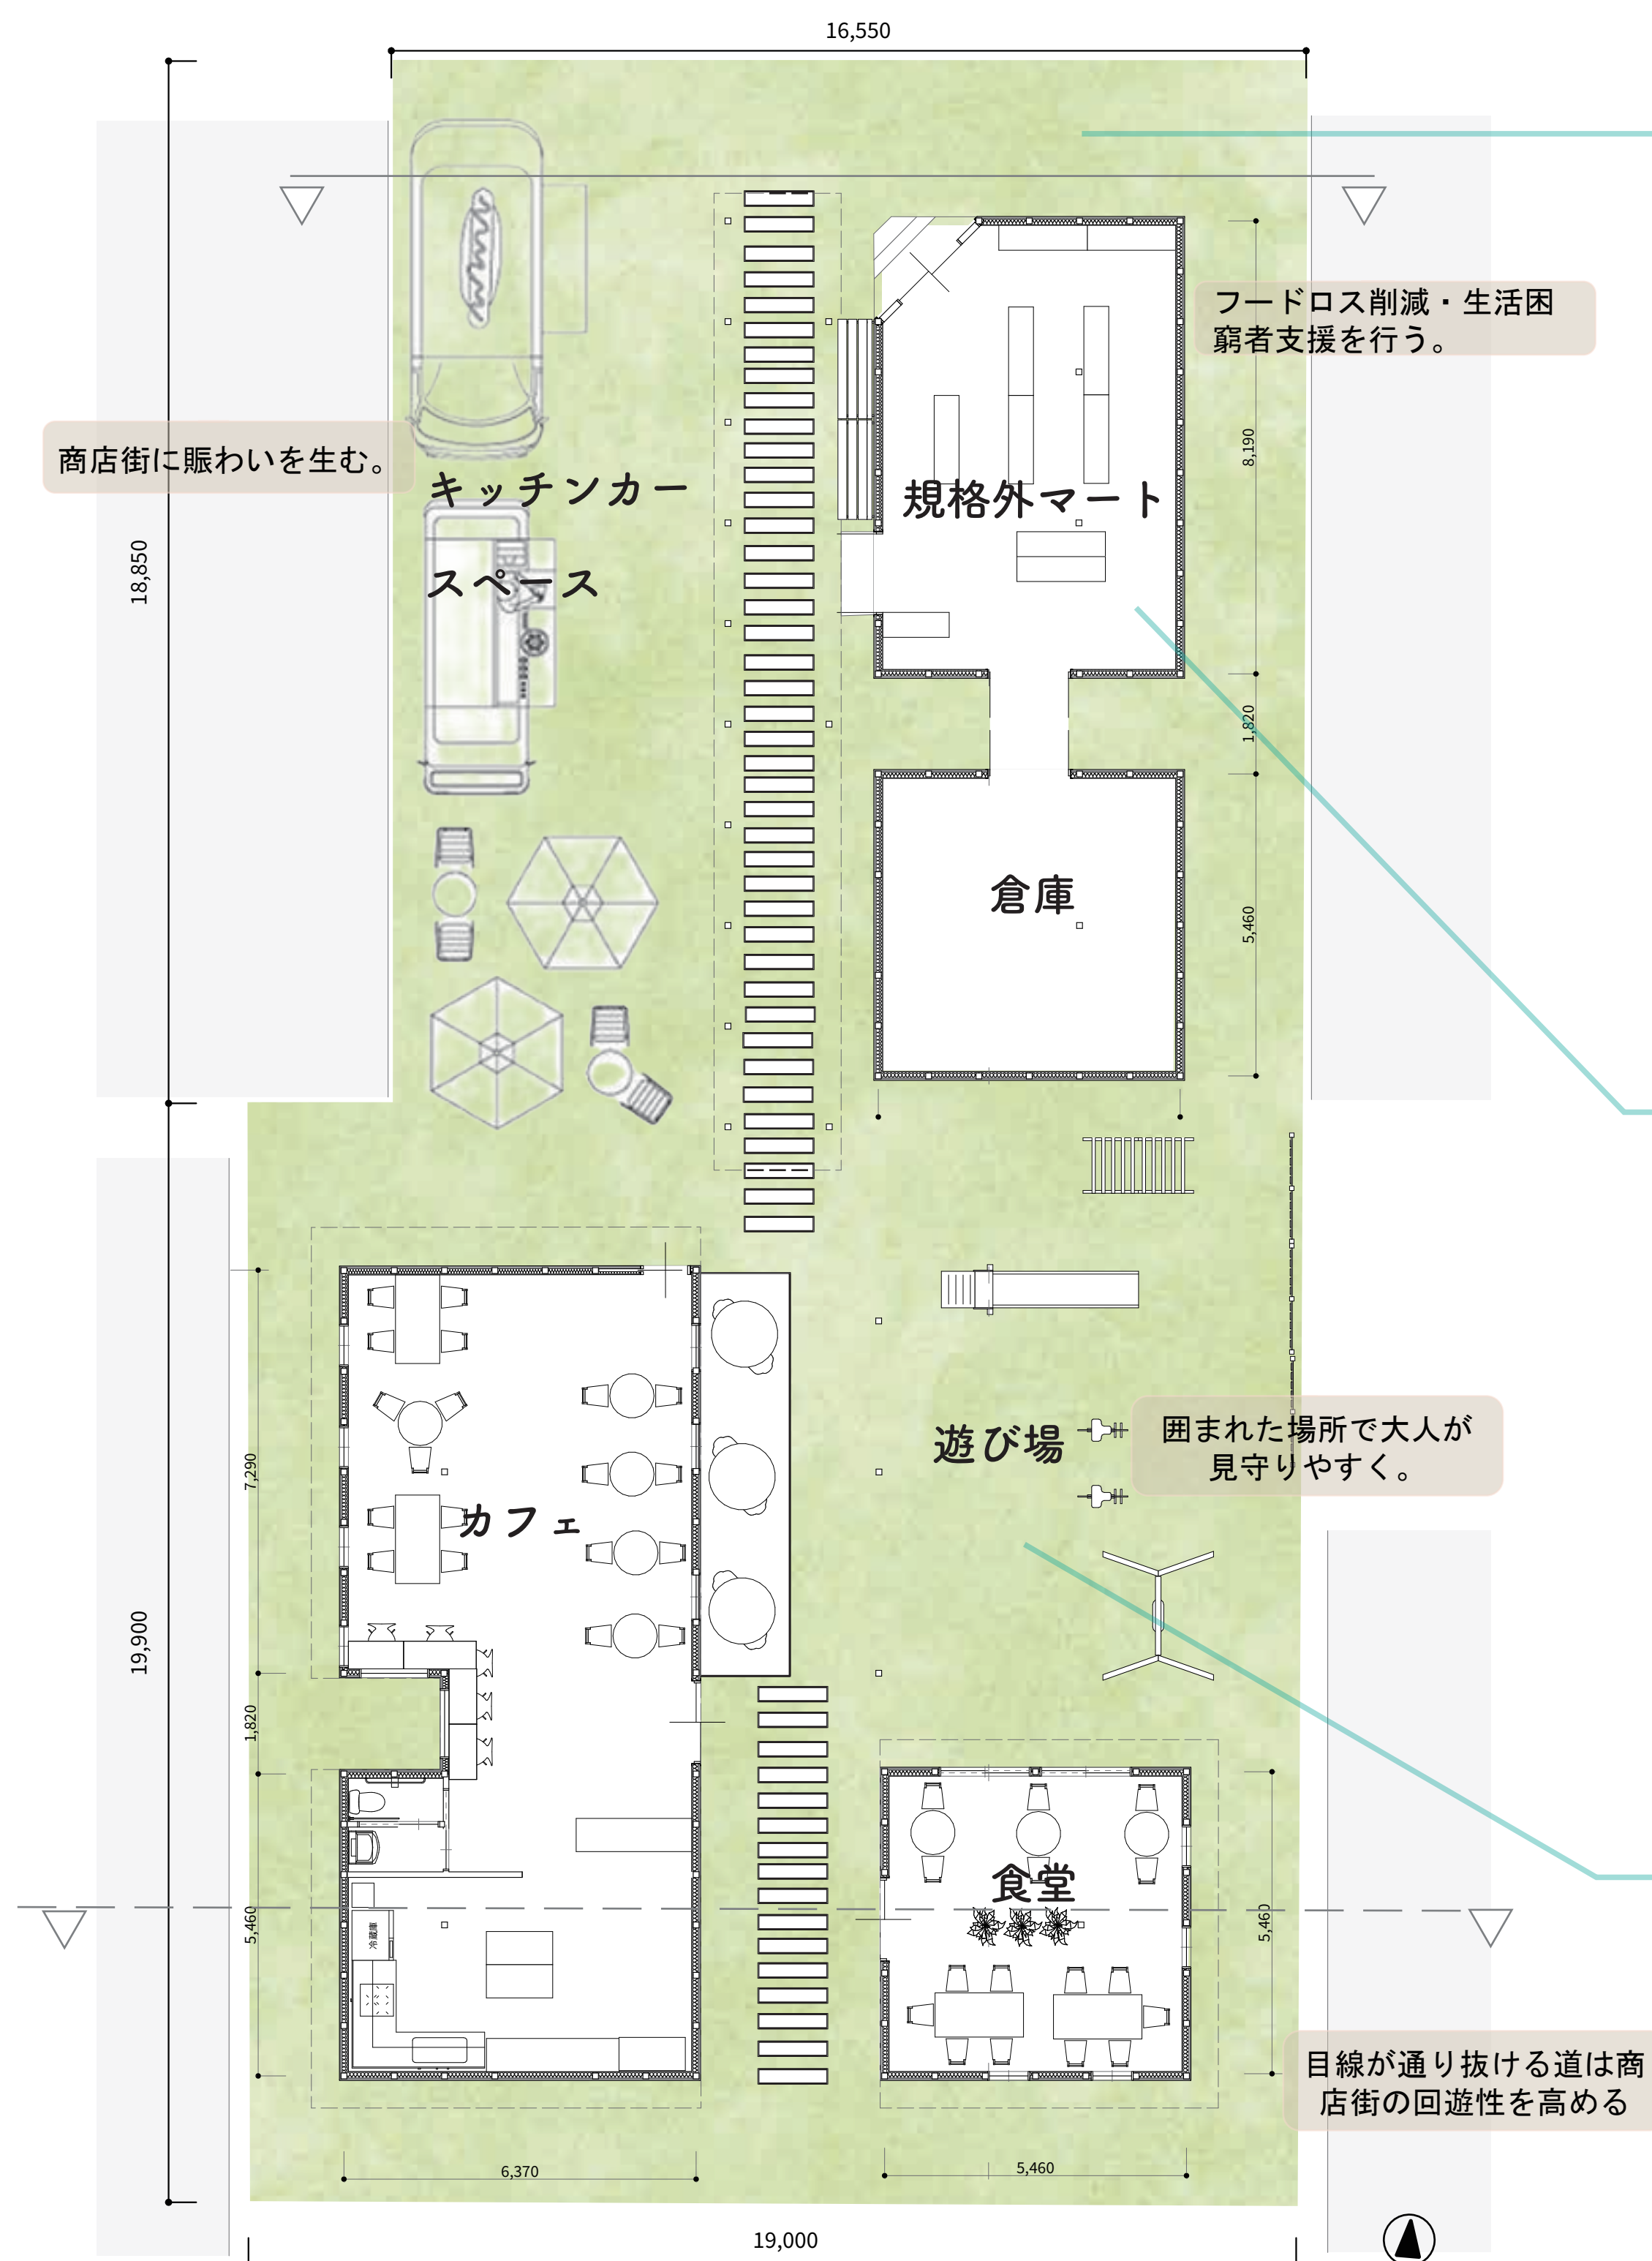 16,550
フードロス削減・生活困
窮者支援を行う。
商店街に賑わいを生む。
キッチンカー
スペース
規格外マート
8,190
18,850
1,820
倉庫
5,460
遊び場
囲まれた場所で大人が
見守りやすく。
7,290
カフェ
19,900
1,820
食堂
5,460
冷蔵庫
5,460
目線が通り抜ける道は商
店街の回遊性を高める
6,370
5,460
19,000